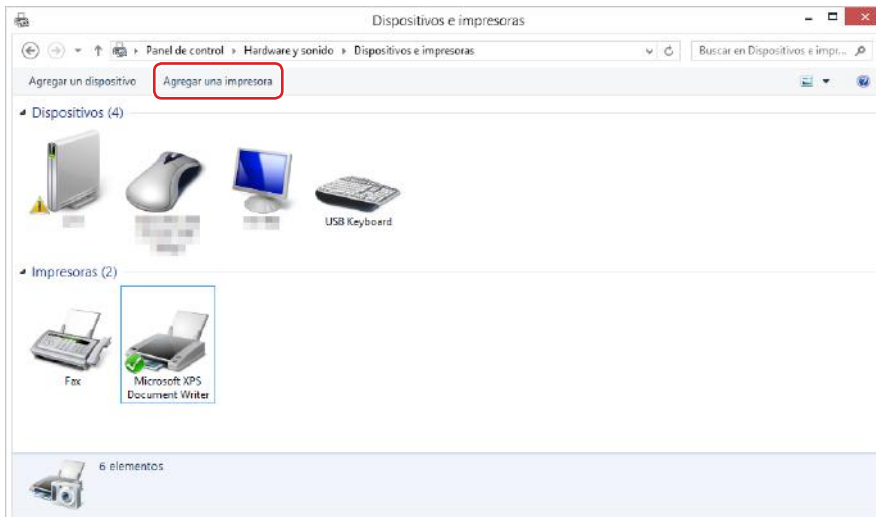 Dispositivos e impresoras
Panel de control Hardware y sonido Dispositivos e impresoras
Buscar en Dispositivos e impr...
Agregar un dispositivo Agregar una impresora
Dispositivos (4)
USB Keyboard
Impresoras (2)
Fax
Microsoft XPS
Document Writer
6 elementos